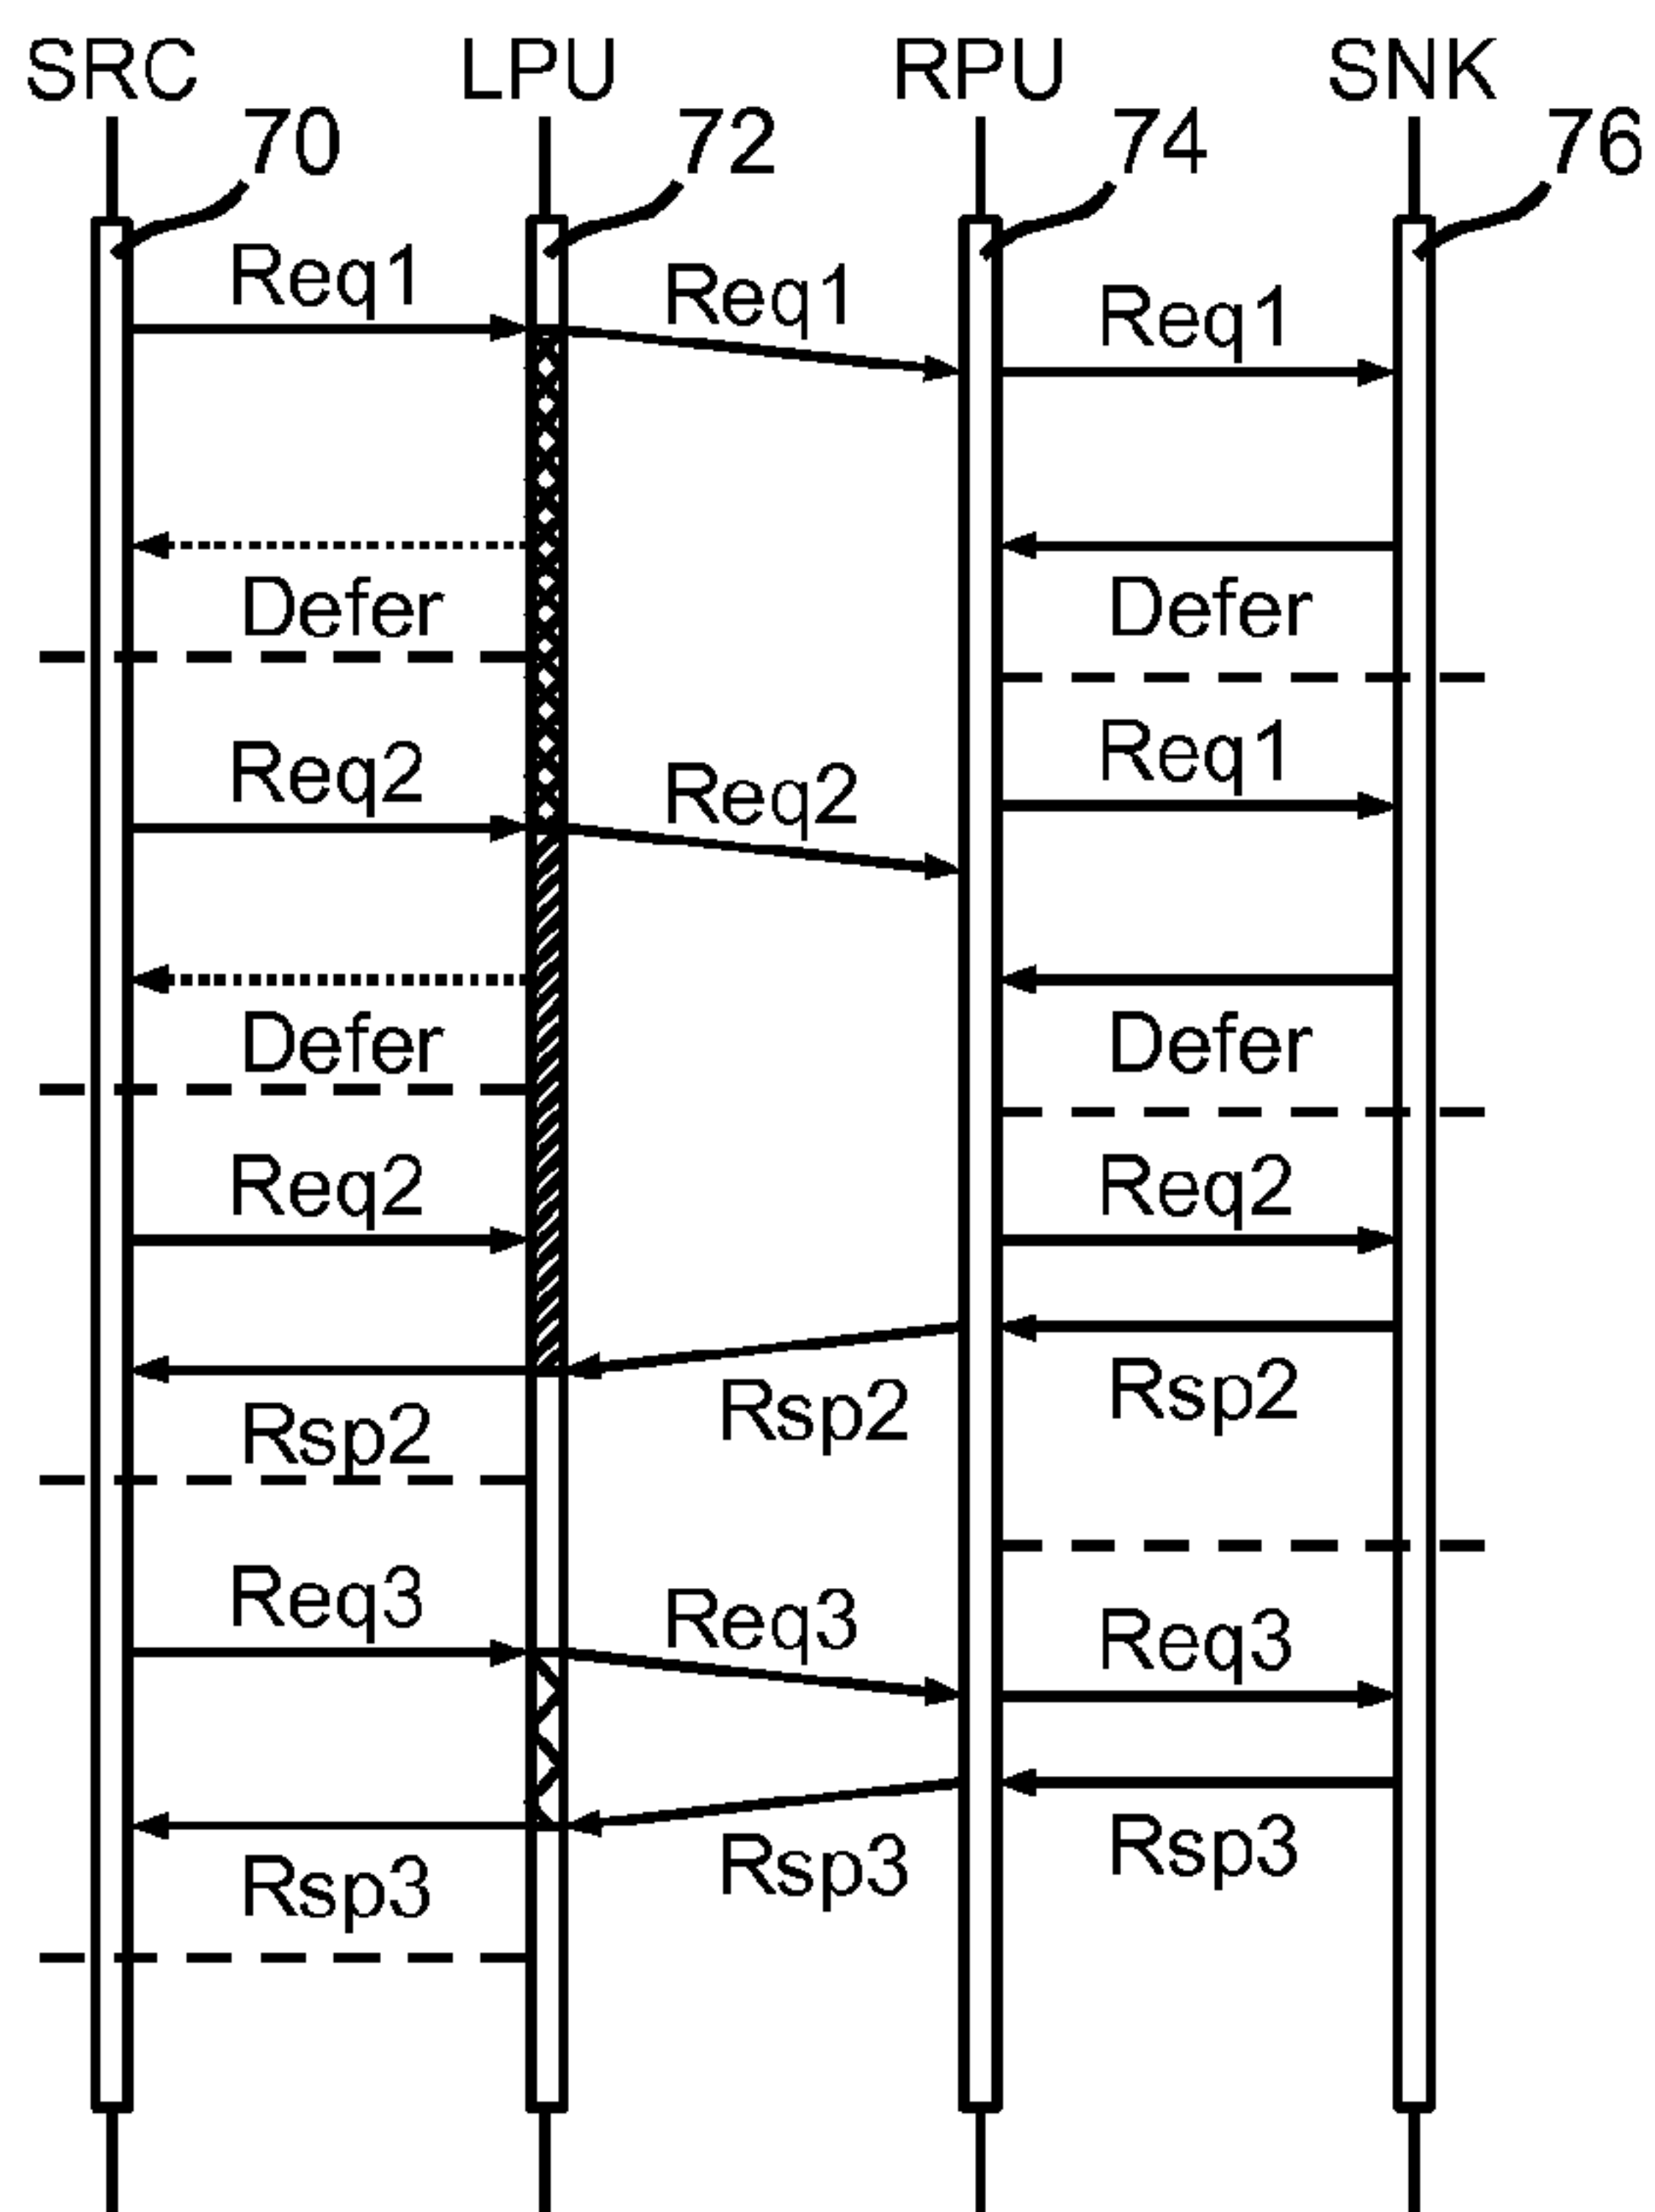 SRC LPU RPU SNK
70 72 74 76
Req1 Req1 Req1
Defer Defer
Req2 Req2 Req1
Defer Defer
Req2 Req2
Rsp2 Rsp2 Rsp2
Req3 Req3 Req3
Rsp3 Rsp3 Rsp3